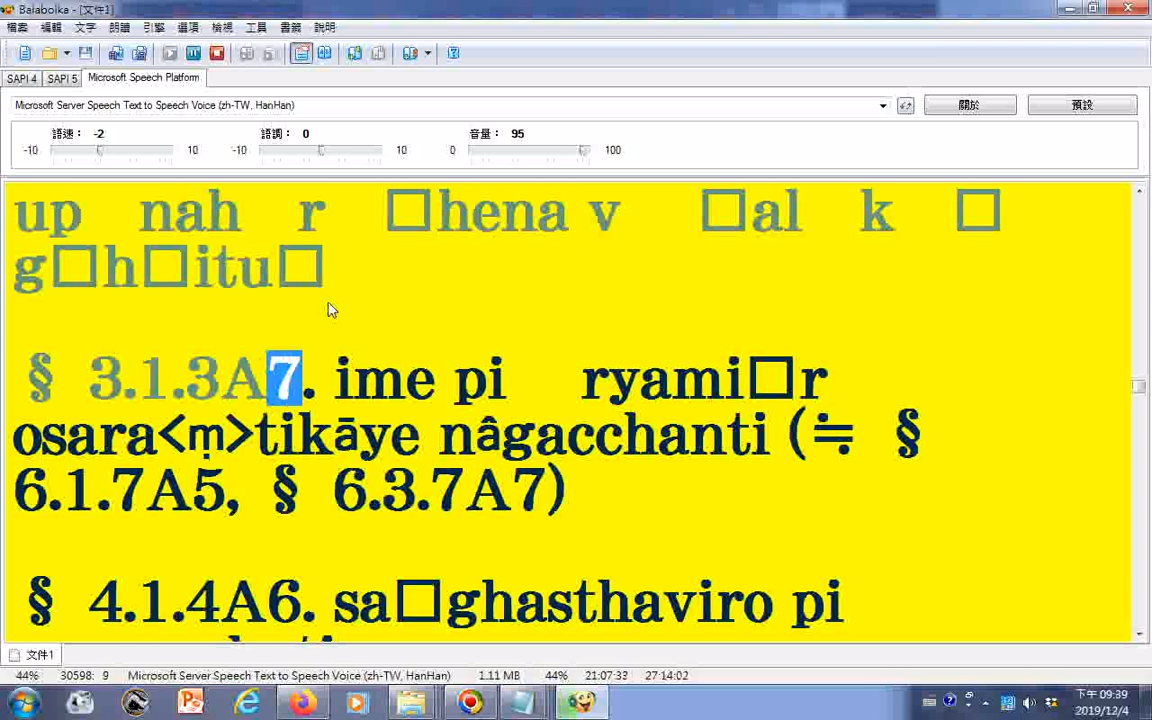 Balabolka - [文件1]
檔案 編輯 文字 朗讀 引擎 選項 檢視 工具 書籤 說明
SAPI 4 SAPI 5 Microsoft Speech Platform
Microsoft Server Speech Text to Speech Voice (zh-TW, HanHan) 關於 預設
語速: -2 語調: 0 音量: 95
-10 10 -10 10 0 100
up nah r □hena v □al k □
g□h□itu□
§ 3.1.3A7. ime pi ryami□r
osara<ṃ>tikāye nâgacchanti (≒ §
6.1.7A5, § 6.3.7A7)
§ 4.1.4A6. sa□ghasthaviro pi
文件1
44% 30598: 9 Microsoft Server Speech Text to Speech Voice (zh-TW, HanHan) 1.11 MB 44% 21:07:33 27:14:02
下午 09:39
2019/12/4